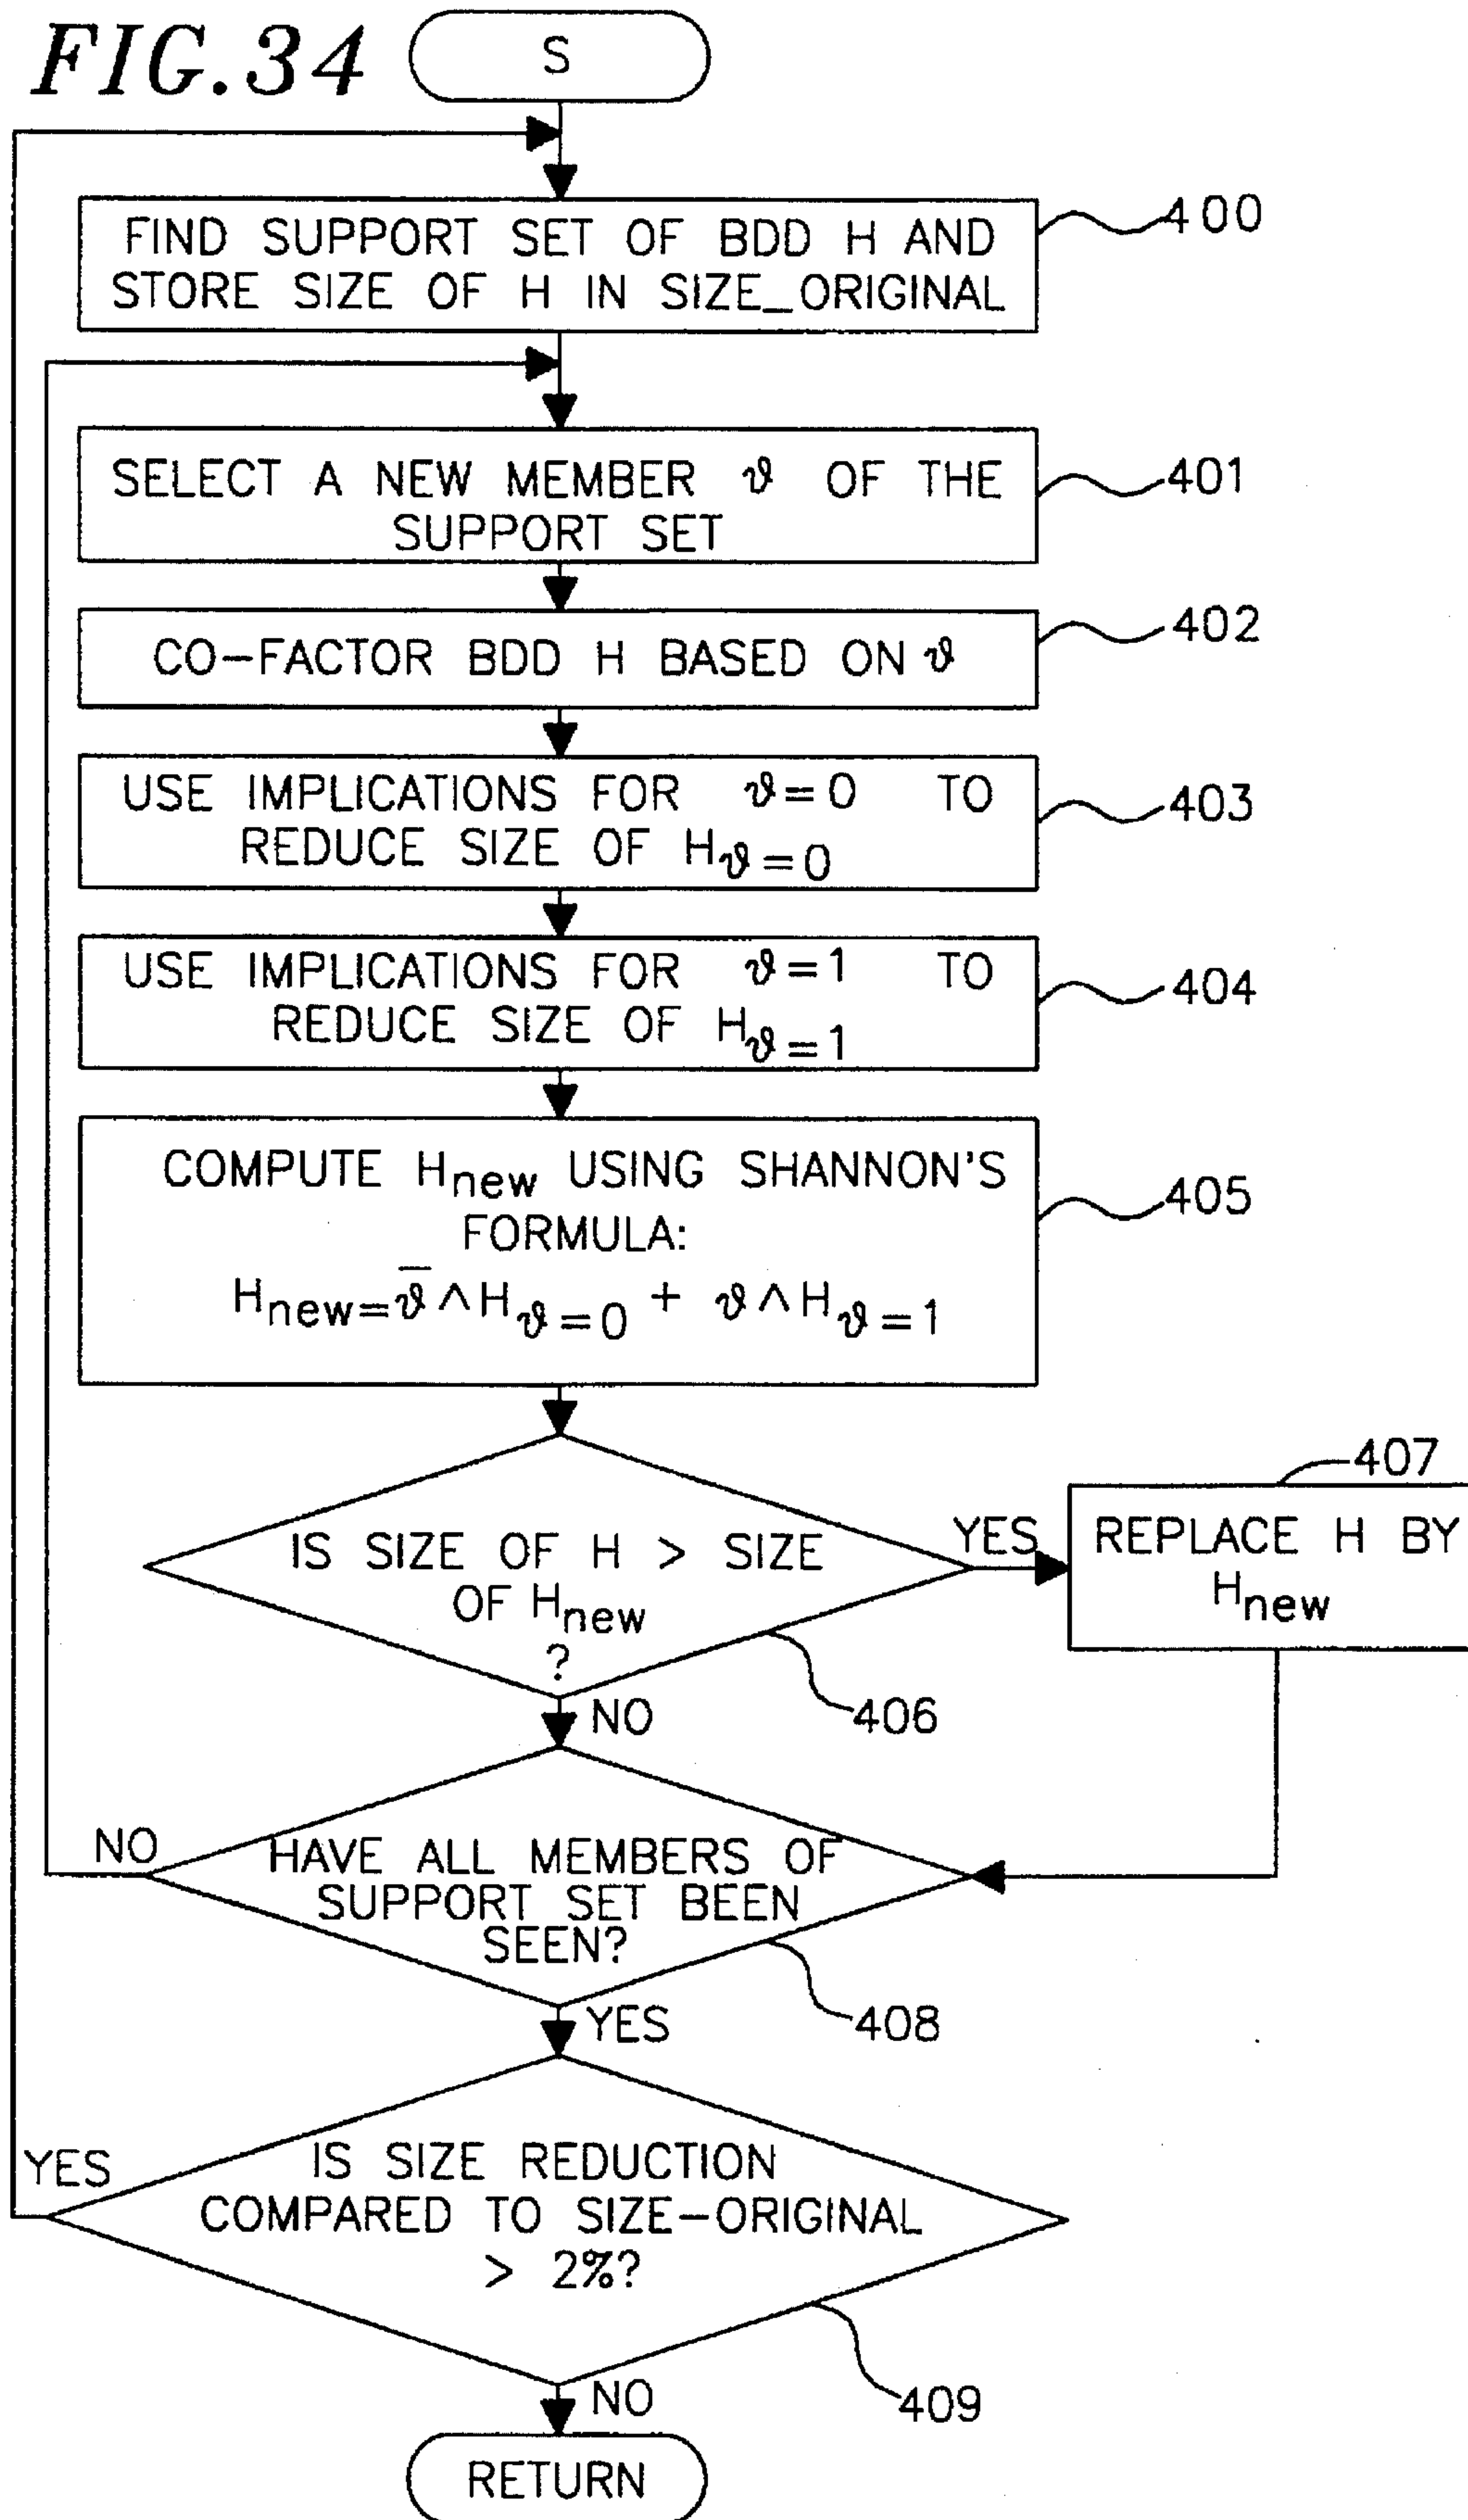 FIG.34
S
400
FIND SUPPORT SET OF BDD H AND
STORE SIZE OF H IN SIZE_ORIGINAL
SELECT A NEW MEMBER ϑ OF THE
SUPPORT SET
401
CO-FACTOR BDD H BASED ON ϑ
402
USE IMPLICATIONS FOR ϑ=0 TO
REDUCE SIZE OF Hϑ=0
403
USE IMPLICATIONS FOR ϑ=1 TO
REDUCE SIZE OF Hϑ=1
404
COMPUTE Hnew USING SHANNON'S
FORMULA:
Hnew=ϑ̅∧Hϑ=0 + ϑ∧Hϑ=1
405
IS SIZE OF H > SIZE
OF Hnew
?
406
YES
407
REPLACE H BY
Hnew
NO
HAVE ALL MEMBERS OF
SUPPORT SET BEEN
SEEN?
NO
408
YES
IS SIZE REDUCTION
COMPARED TO SIZE-ORIGINAL
> 2%?
YES
409
NO
RETURN